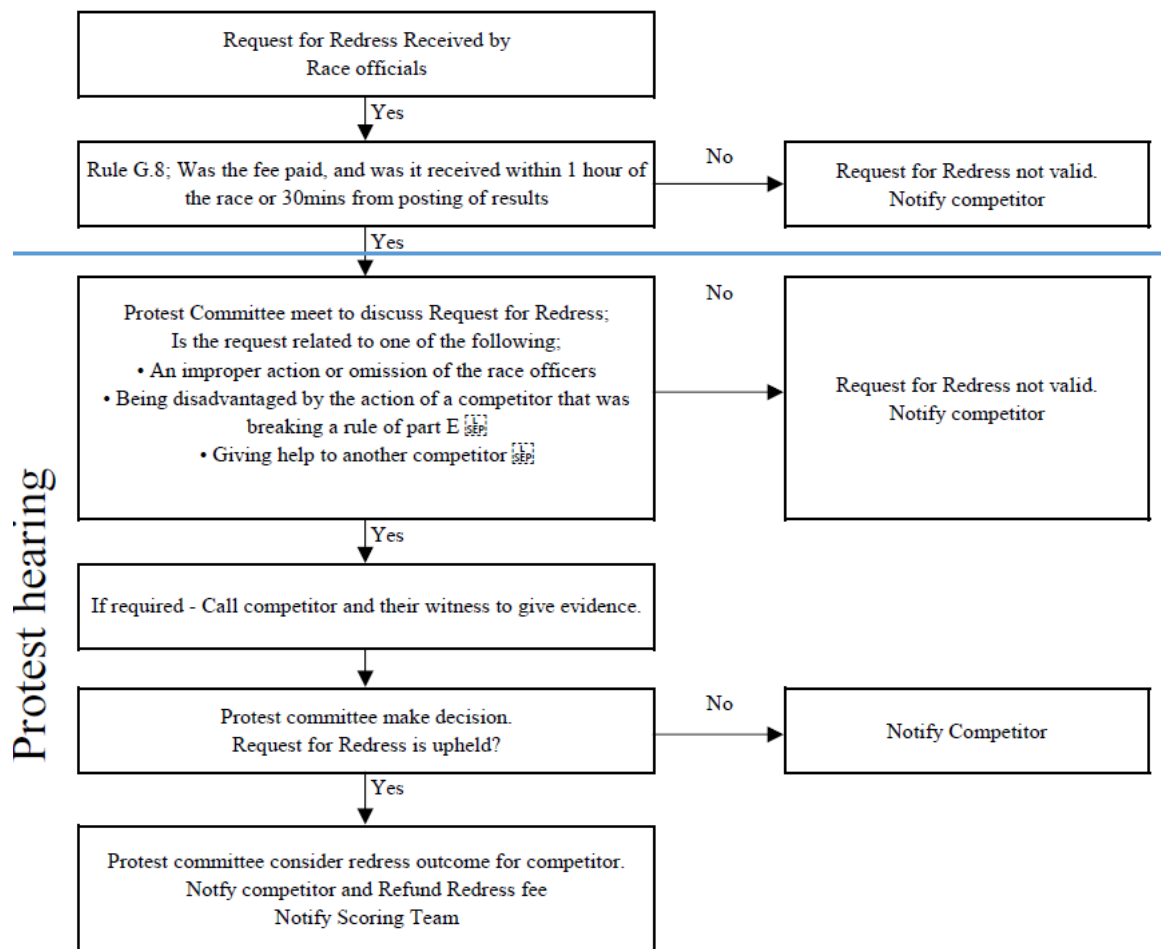 Request for Redress Received by
Race officials
Yes
Rule G.8; Was the fee paid, and was it received within 1 hour of
the race or 30mins from posting of results
No
Request for Redress not valid.
Notify competitor
Yes
Protest hearing
Protest Committee meet to discuss Request for Redress;
Is the request related to one of the following;
• An improper action or omission of the race officers
• Being disadvantaged by the action of a competitor that was
breaking a rule of part E L SEP
• Giving help to another competitor L SEP
No
Request for Redress not valid.
Notify competitor
Yes
If required - Call competitor and their witness to give evidence.
Protest committee make decision.
Request for Redress is upheld?
No
Notify Competitor
Yes
Protest committee consider redress outcome for competitor.
Notfy competitor and Refund Redress fee
Notify Scoring Team